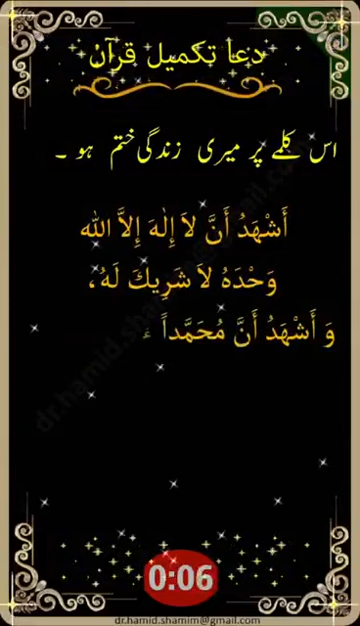 دعا تکمیل قرآن
اس کلمے پر میری زندگی ختم ہو ۔
أَشْهَدُ أَنَّ لاَ إِلٰهَ إِلاَّ الله
وَحْدَهُ لاَ شَرِيكَ لَهُ،
وَ أَشْهَدُ أَنَّ مُحَمَّداً
0:06
dr.hamid.shamim@gmail.com